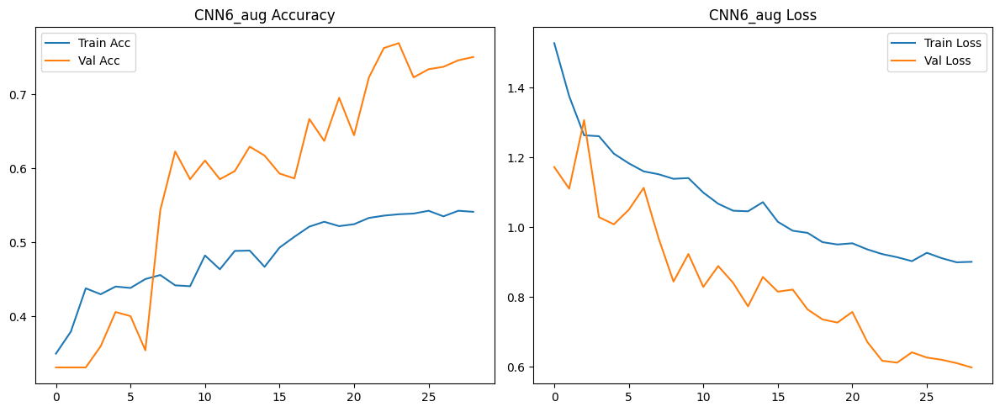 CNN6_aug Accuracy
Train Acc
Val Acc
0.7
0.6
0.5
0.4
0 5 10 15 20 25
CNN6_aug Loss
Train Loss
Val Loss
1.4
1.2
1.0
0.8
0.6
0 5 10 15 20 25